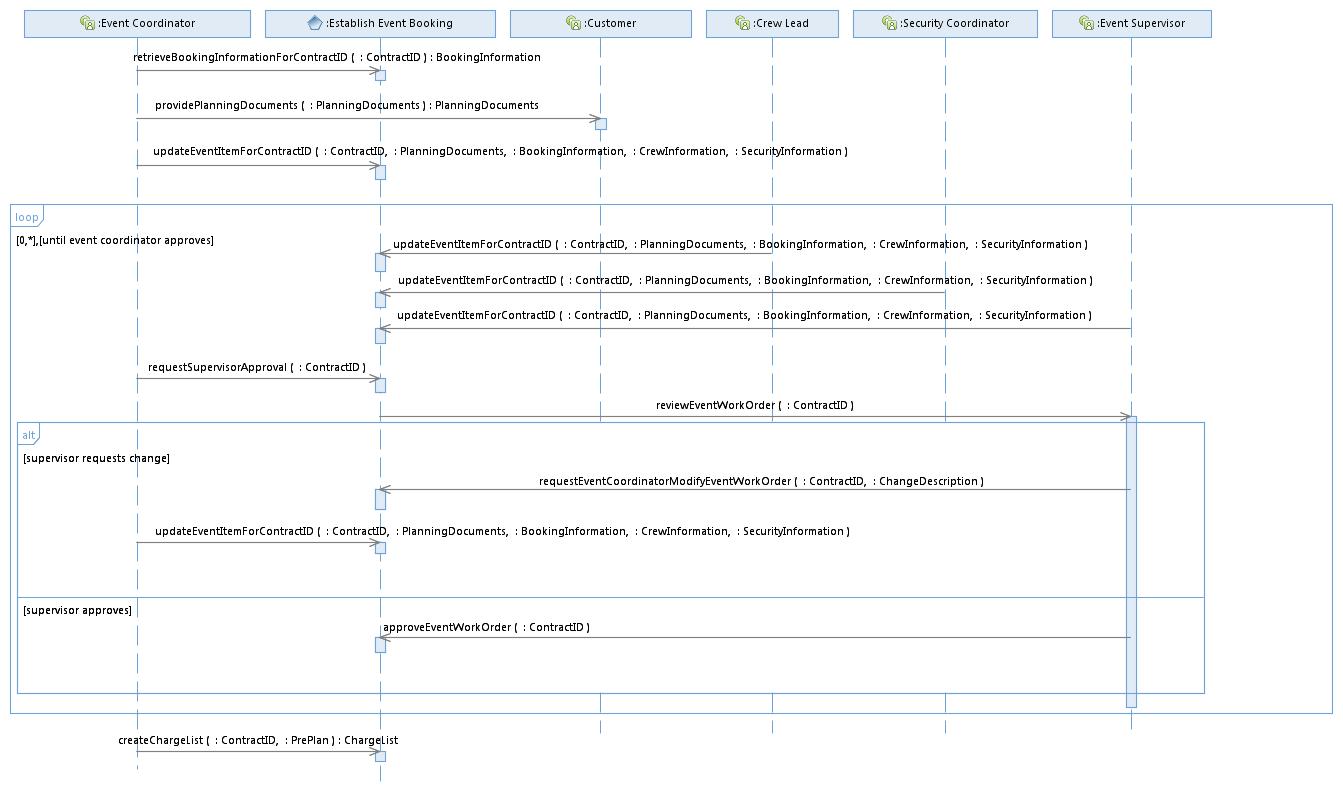 :Event Coordinator
:Establish Event Booking
:Customer
:Crew Lead
:Security Coordinator
:Event Supervisor
retrieveBookingInformationForContractID ( : ContractID ) : BookingInformation
providePlanningDocuments ( : PlanningDocuments ) : PlanningDocuments
updateEventItemForContractID ( : ContractID, : PlanningDocuments, : BookingInformation, : CrewInformation, : SecurityInformation )
loop
[0,*],[until event coordinator approves]
updateEventItemForContractID ( : ContractID, : PlanningDocuments, : BookingInformation, : CrewInformation, : SecurityInformation )
updateEventItemForContractID ( : ContractID, : PlanningDocuments, : BookingInformation, : CrewInformation, : SecurityInformation )
updateEventItemForContractID ( : ContractID, : PlanningDocuments, : BookingInformation, : CrewInformation, : SecurityInformation )
requestSupervisorApproval ( : ContractID )
reviewEventWorkOrder ( : ContractID )
alt
[supervisor requests change]
requestEventCoordinatorModifyEventWorkOrder ( : ContractID, : ChangeDescription )
updateEventItemForContractID ( : ContractID, : PlanningDocuments, : BookingInformation, : CrewInformation, : SecurityInformation )
[supervisor approves]
approveEventWorkOrder ( : ContractID )
createChargeList ( : ContractID, : PrePlan ) : ChargeList